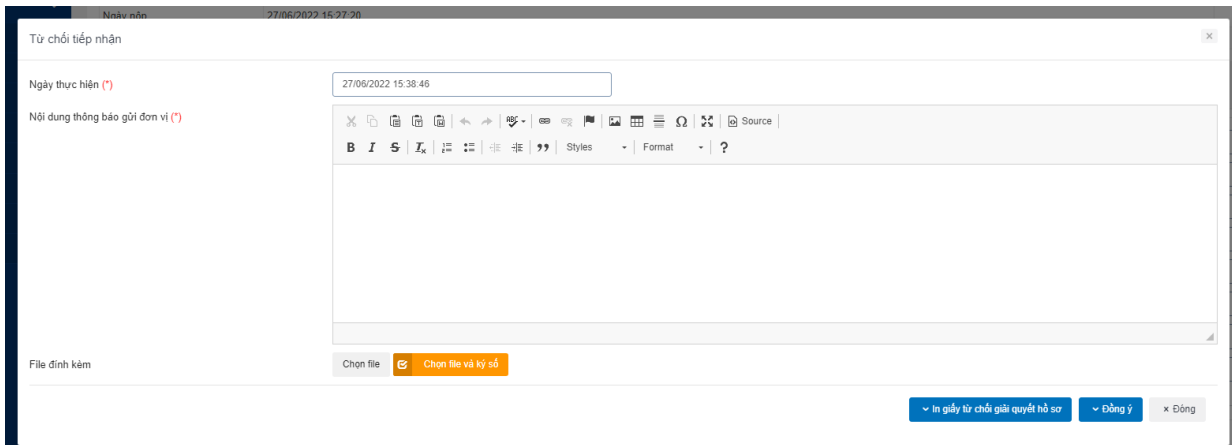 Ngày nộp 27/06/2022 15:27:20
Từ chối tiếp nhận
Ngày thực hiện (*) 27/06/2022 15:38:46
Nội dung thông báo gửi đơn vị (*)
Source
Styles Format ?
File đính kèm Chọn file Chọn file và ký số
In giấy từ chối giải quyết hồ sơ Đồng ý × Đóng